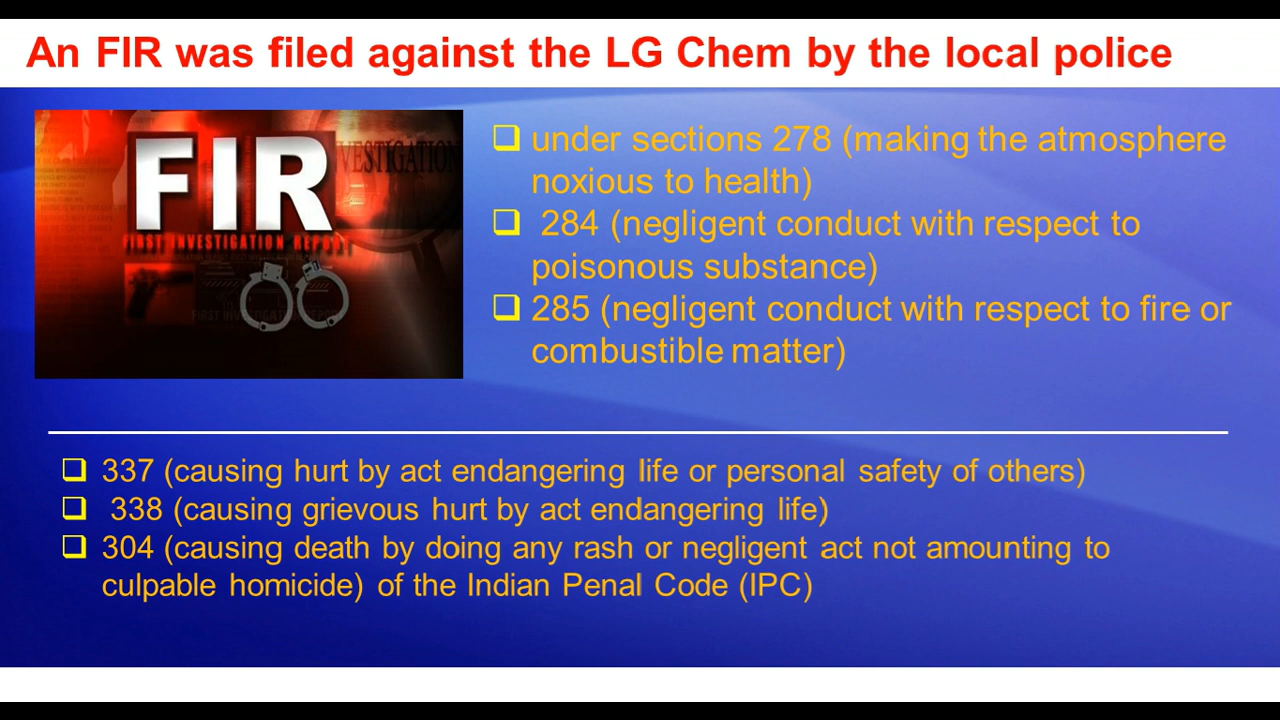 An FIR was filed against the LG Chem by the local police
FIR
VESTIGATION
FIRST INVESTIGATION REPORT
❑ under sections 278 (making the atmosphere
noxious to health)
❑ 284 (negligent conduct with respect to
poisonous substance)
❑ 285 (negligent conduct with respect to fire or
combustible matter)
❑ 337 (causing hurt by act endangering life or personal safety of others)
❑ 338 (causing grievous hurt by act endangering life)
❑ 304 (causing death by doing any rash or negligent act not amounting to
culpable homicide) of the Indian Penal Code (IPC)